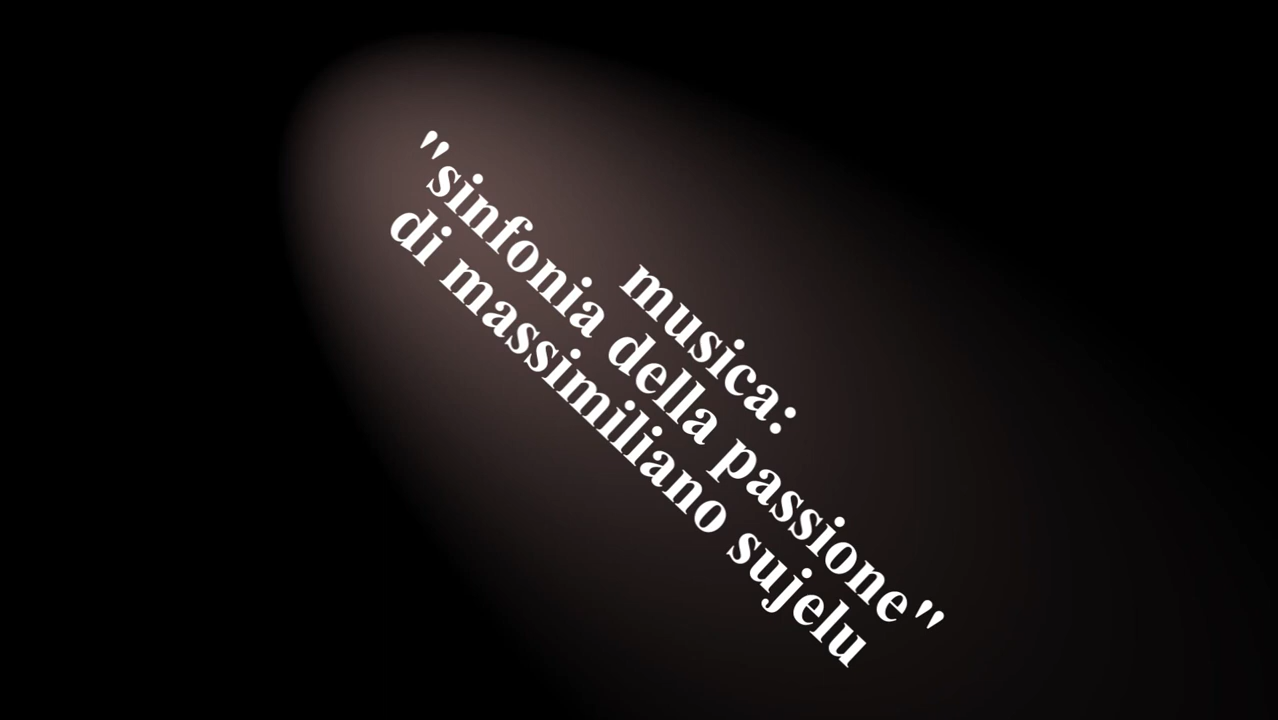 musica:
"sinfonia della passione"
di massimiliano sujelu